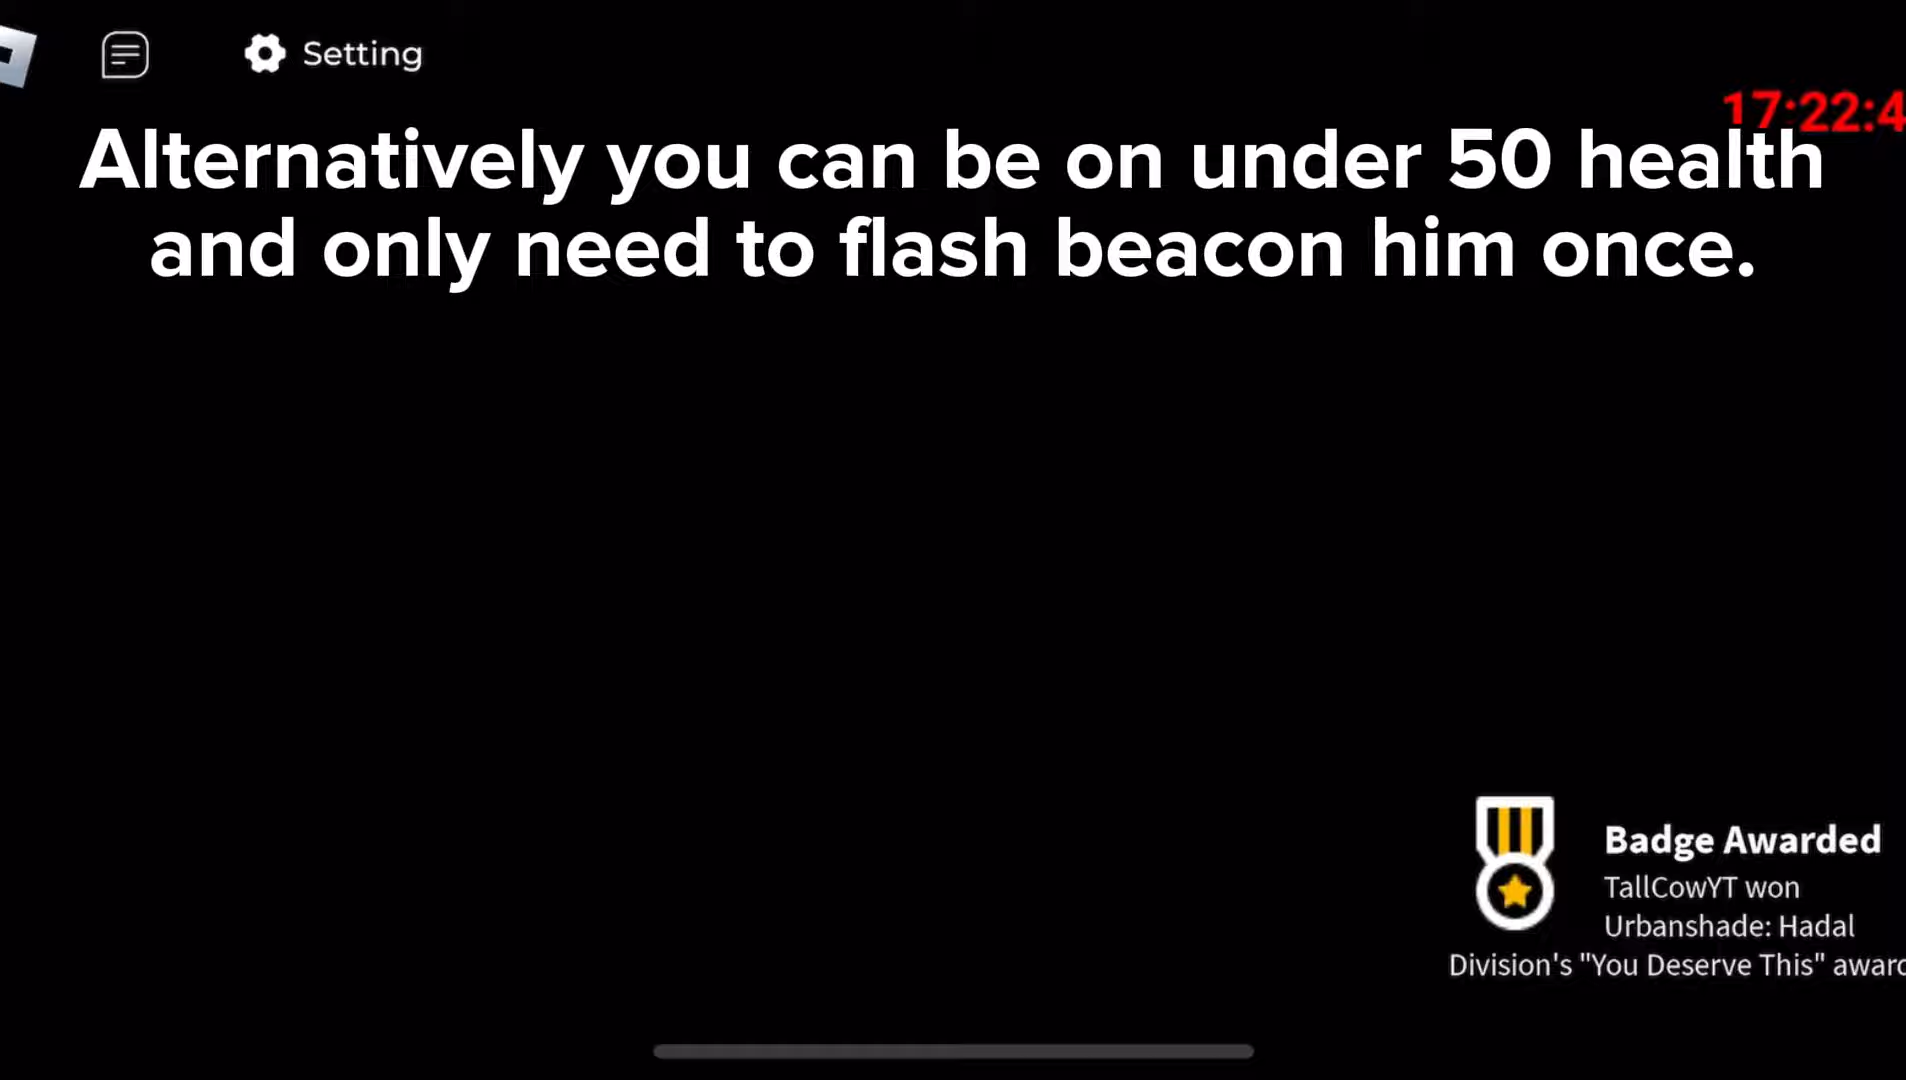 Setting
17:22:4
Alternatively you can be on under 50 health
and only need to flash beacon him once.
Badge Awarded
TallCowYT won
Urbanshade: Hadal
Division's "You Deserve This" award